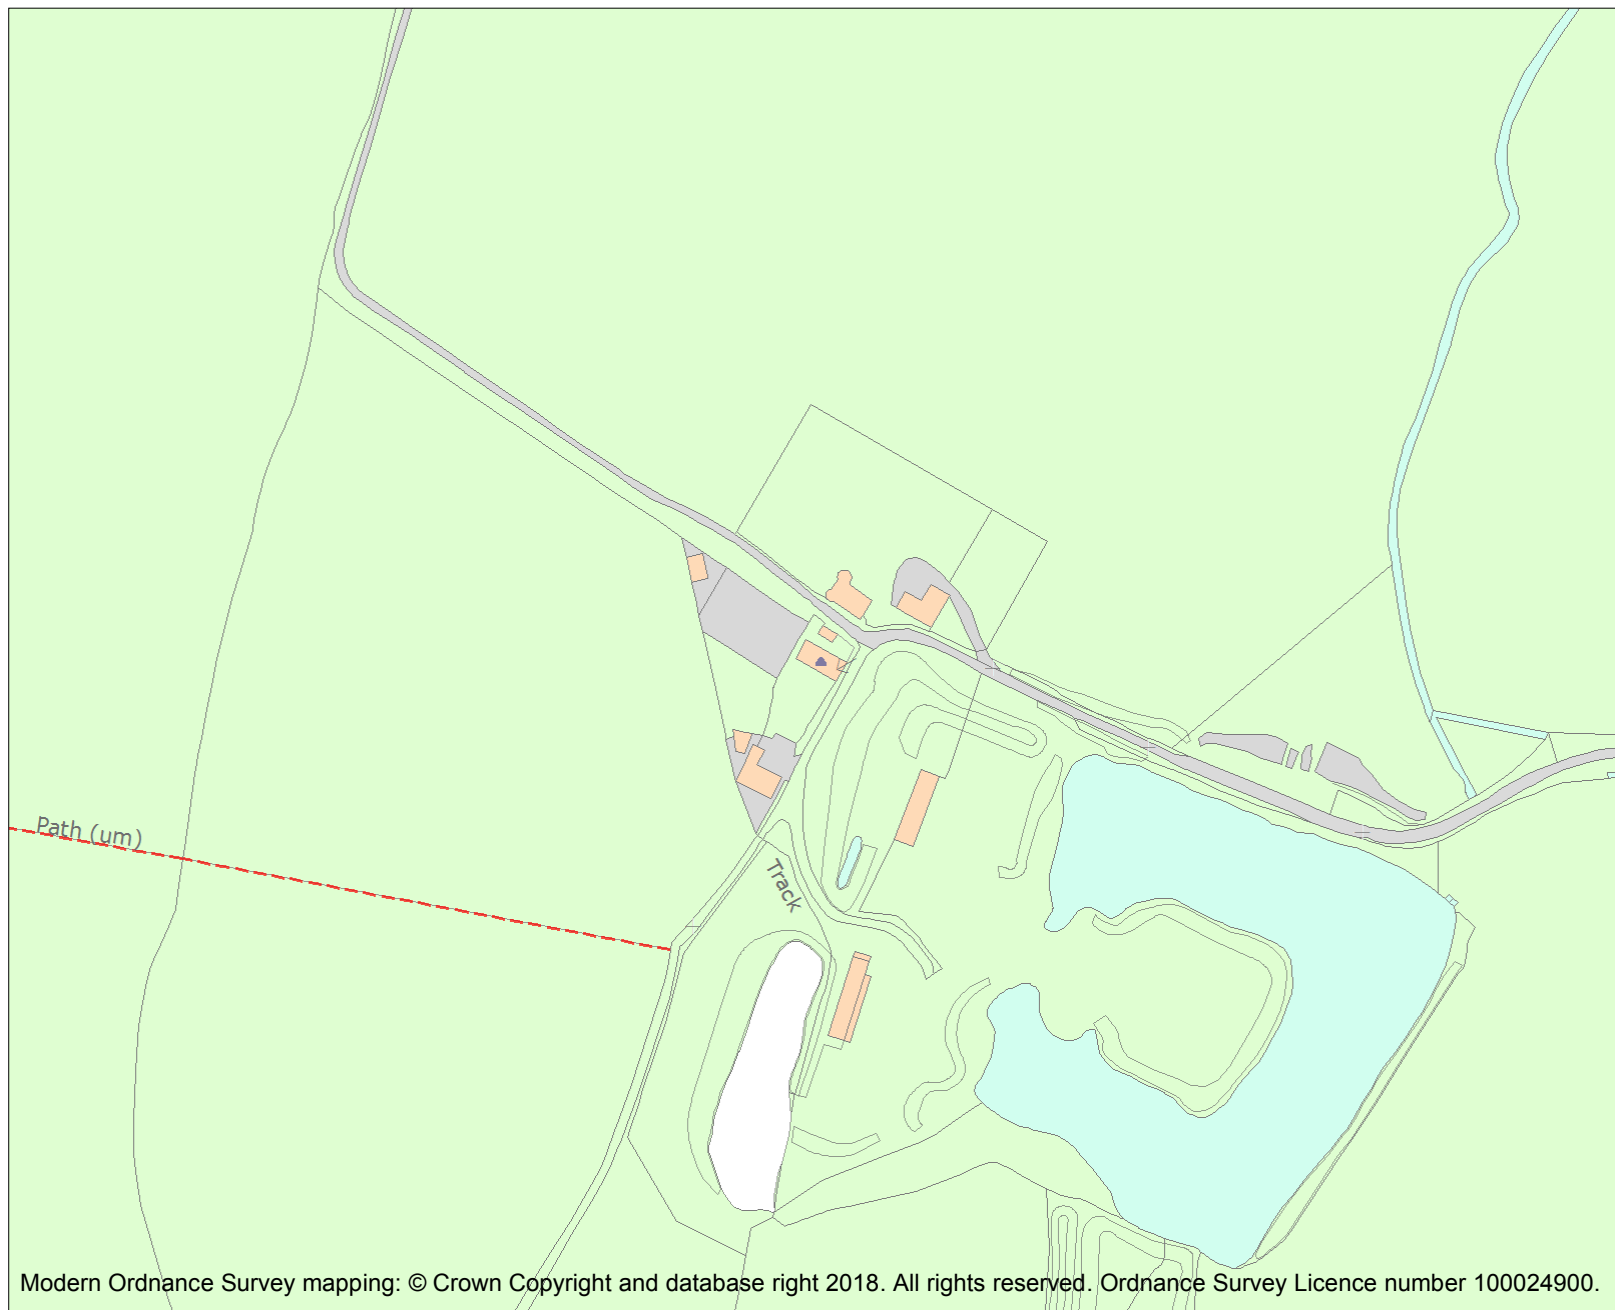 Path (um)
Track
Modern Ordnance Survey mapping: © Crown Copyright and database right 2018. All rights reserved. Ordnance Survey Licence number 100024900.